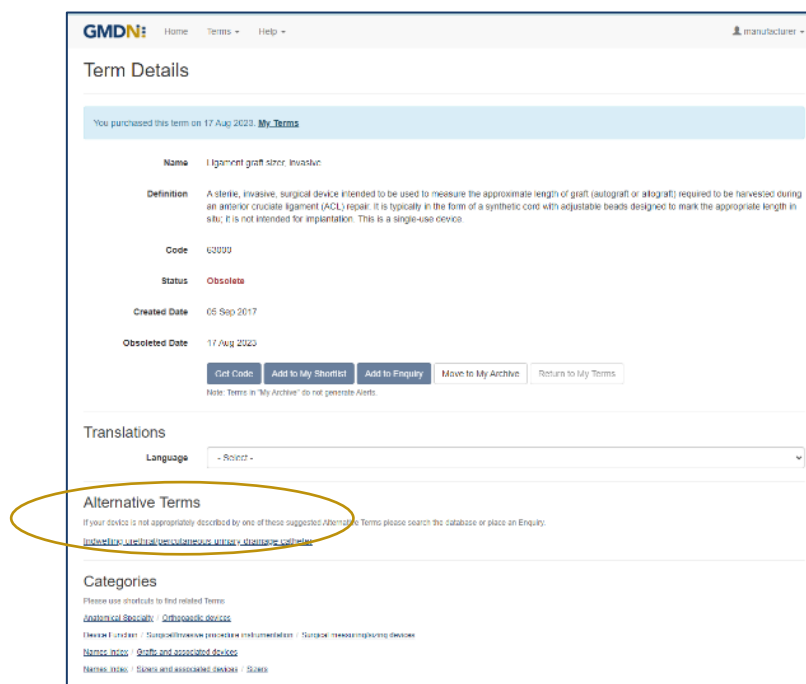 GMDN Home Terms Help manufacturer
Term Details
You purchased this term on 17 Aug 2023. My Terms
Name Ligament graft sizer, invasive
Definition A sterile, invasive, surgical device intended to be used to measure the approximate length of graft (autograft or allograft) required to be harvested during
an anterior cruciate ligament (ACL) repair. It is typically in the form of a synthetic cord with adjustable beads designed to mark the appropriate length in
situ; it is not intended for implantation. This is a single-use device.
Code
Status Obsolete
Created Date 05 Sep 2017
Obsoleted Date 17 Aug 2023
Get Code Add to My Shortlist Add to Enquiry Move to My Archive Return to My Terms
Note: Terms in "My Archive" do not generate Alerts.
Translations
Language - Select -
Alternative Terms
If your device is not appropriately described by one of these suggested Alternative Terms please search the database or place an Enquiry.
Indwelling urethral/percutaneous urinary drainage catheter
Categories
Please use shortcuts to find related Terms
Anatomical Specialty / Orthopaedic devices
Device Function / Surgical/invasive procedure instrumentation / Surgical measuring/sizing devices
Names Index / Grafts and associated devices
Names Index / Sizers and associated devices / Sizers